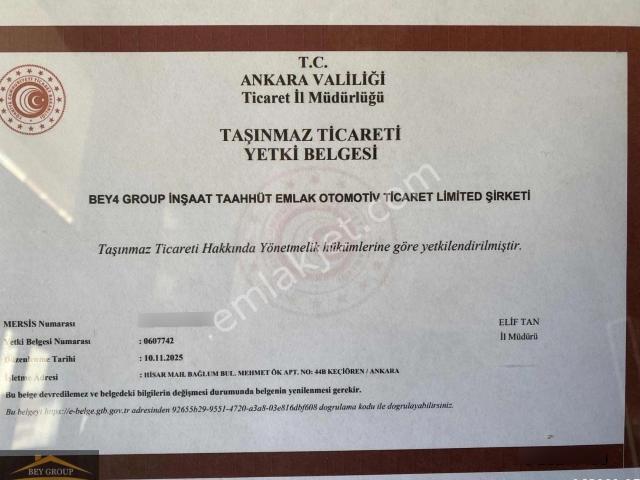 T.C.
ANKARA VALİLİĞİ
Ticaret İl Müdürlüğü
TAŞINMAZ TİCARETİ
YETKİ BELGESİ
BEY4 GROUP İNŞAAT TAAHHÜT EMLAK OTOMOTİV TİCARET LİMİTED ŞİRKETİ
Taşınmaz Ticareti Hakkında Yönetmelik hükümlerine göre yetkilendirilmiştir.
emlakjet.com
ELİF TAN
İl Müdürü
MERSİS Numarası
Yetki Belgesi Numarası : 0607742
Düzenlenme Tarihi : 10.11.2025
İşletme Adresi : HİSAR MAH. BAĞLUM BUL. MEHMET ÖK APT. NO: 44B KEÇİÖREN / ANKARA
Bu belge devredilemez ve belgedeki bilgilerin değişmesi durumunda belgenin yenilenmesi gerekir.
Bu belgeyi https://e-belge.gtb.gov.tr adresinden 92655b29-9551-4720-a3a8-03e816dbf608 dogrulama kodu ile doğrulayabilirsiniz.
BEY GROUP